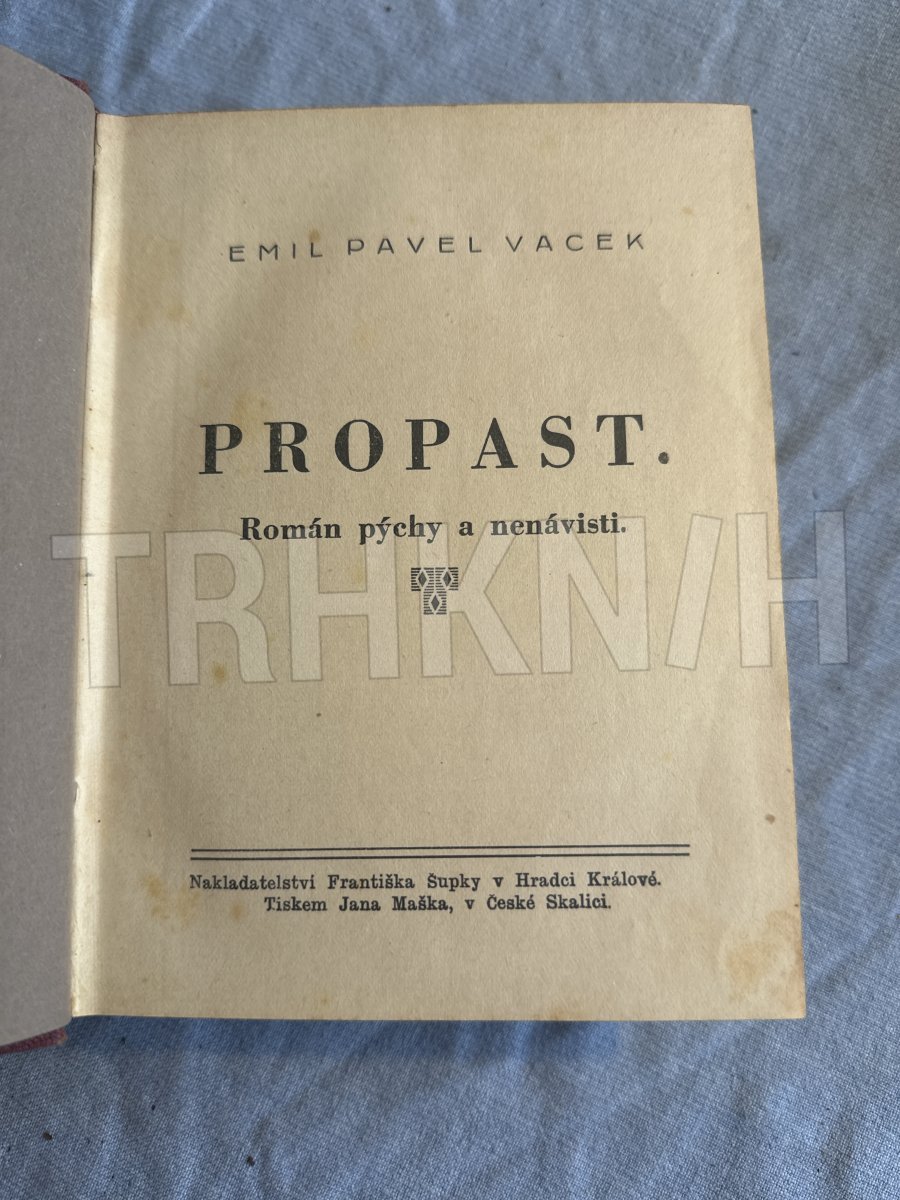 EMIL PAVEL VACEK
PROPAST.
Román pýchy a nenávisti.
TRHKNIH
Nakladatelství Františka Šupky v Hradci Králové.
Tiskem Jana Maška, v České Skalici.